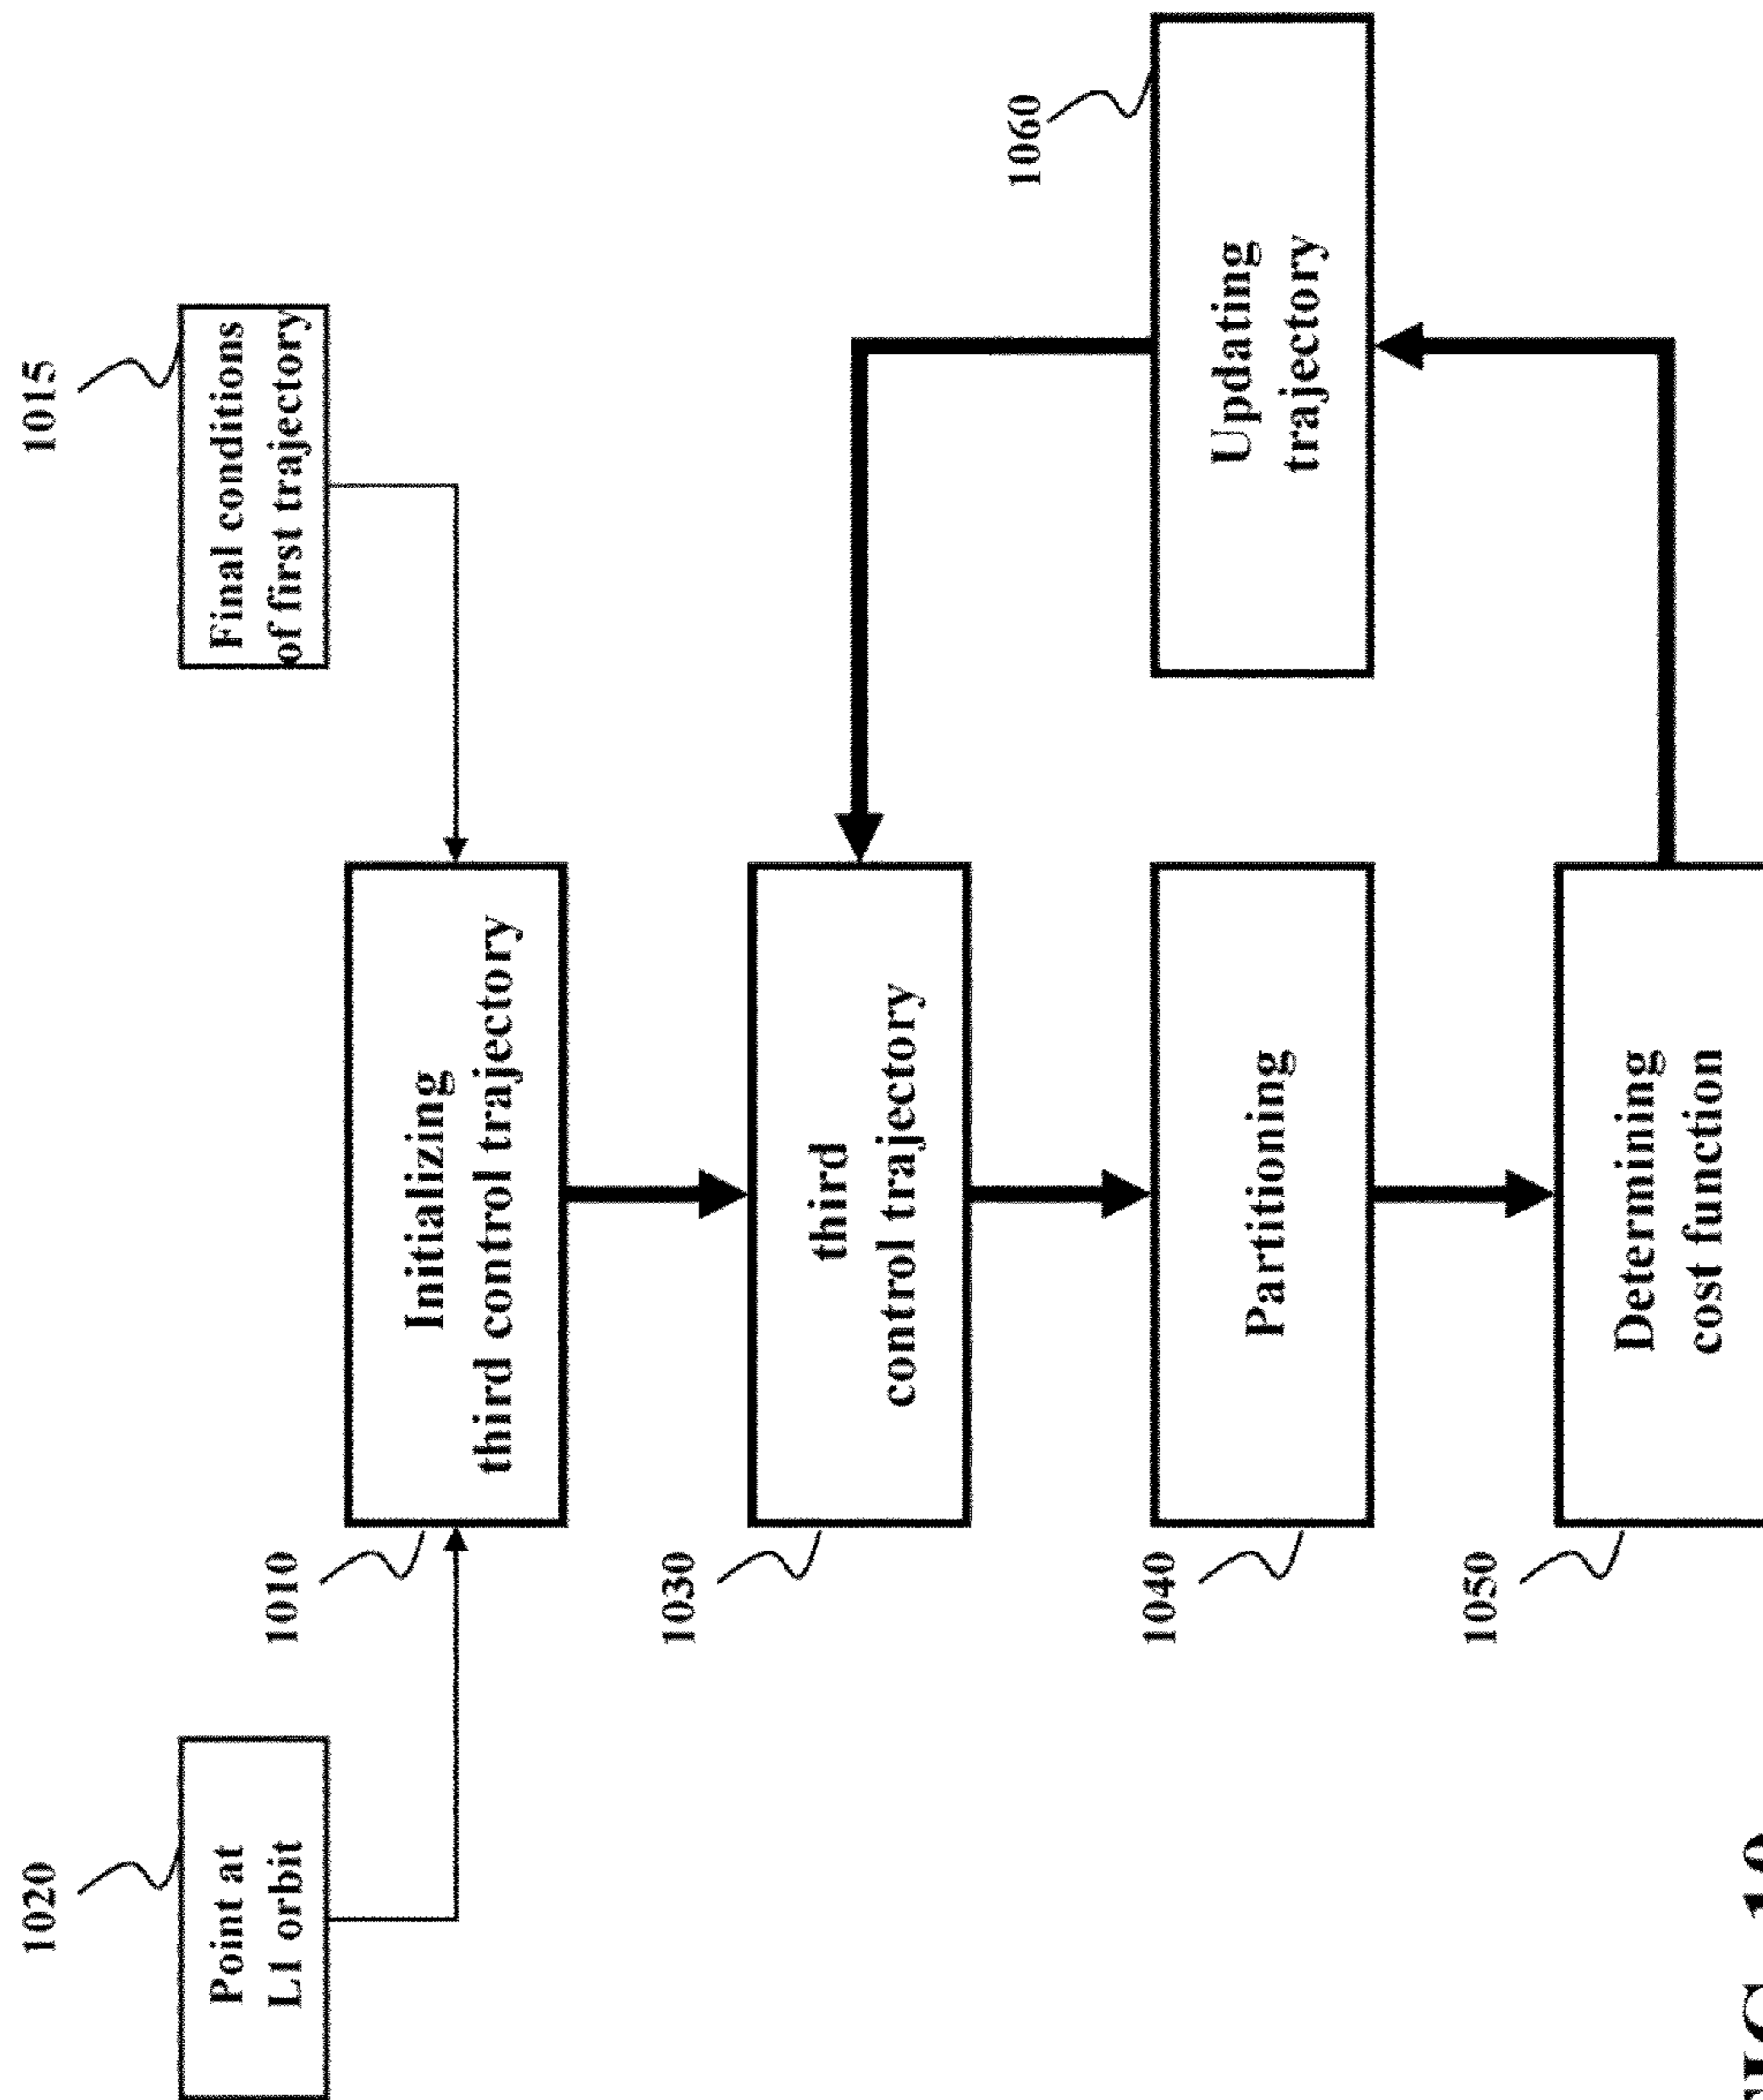 1020
1015
Point at
L1 orbit
Final conditions
of first trajectory
1010
Initializing
third control trajectory
1030
third
control trajectory
1060
1040
Partitioning
Updating
trajectory
1050
Determining
cost function